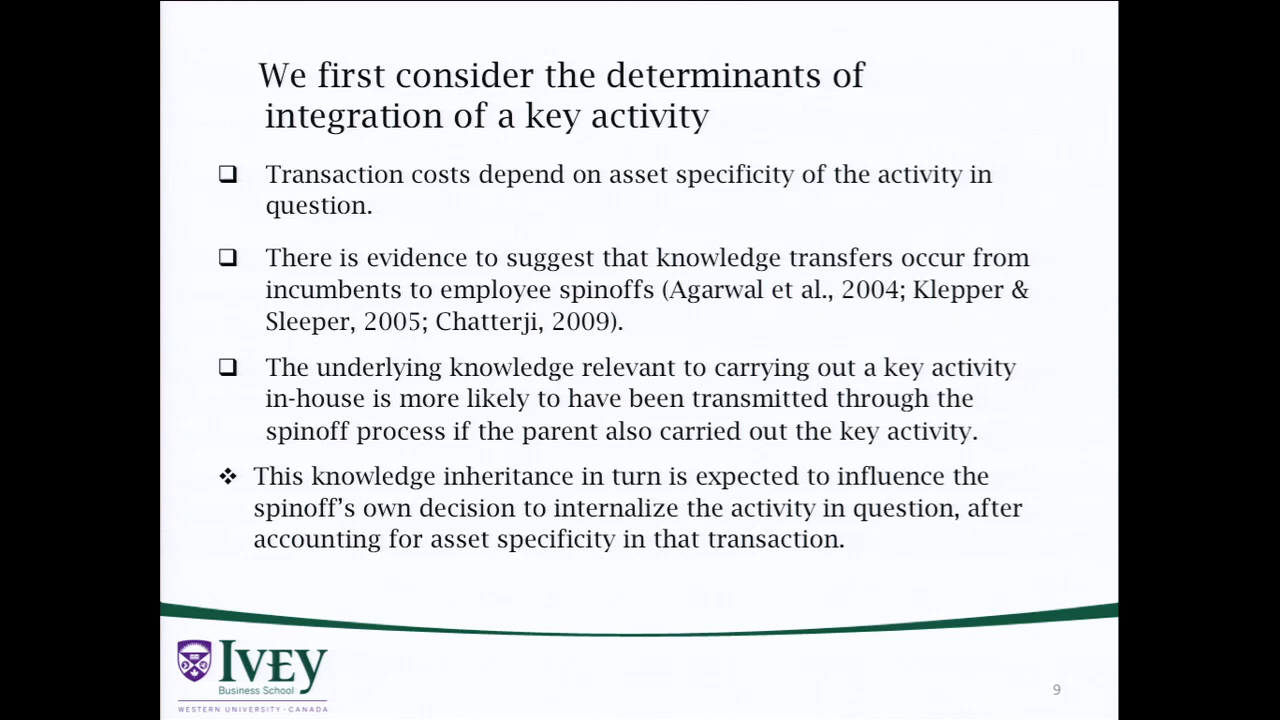 We first consider the determinants of
integration of a key activity
❑ Transaction costs depend on asset specificity of the activity in
question.
❑ There is evidence to suggest that knowledge transfers occur from
incumbents to employee spinoffs (Agarwal et al., 2004; Klepper &
Sleeper, 2005; Chatterji, 2009).
❑ The underlying knowledge relevant to carrying out a key activity
in-house is more likely to have been transmitted through the
spinoff process if the parent also carried out the key activity.
❖ This knowledge inheritance in turn is expected to influence the
spinoff’s own decision to internalize the activity in question, after
accounting for asset specificity in that transaction.
IVEY
Business School
WESTERN UNIVERSITY · CANADA
9